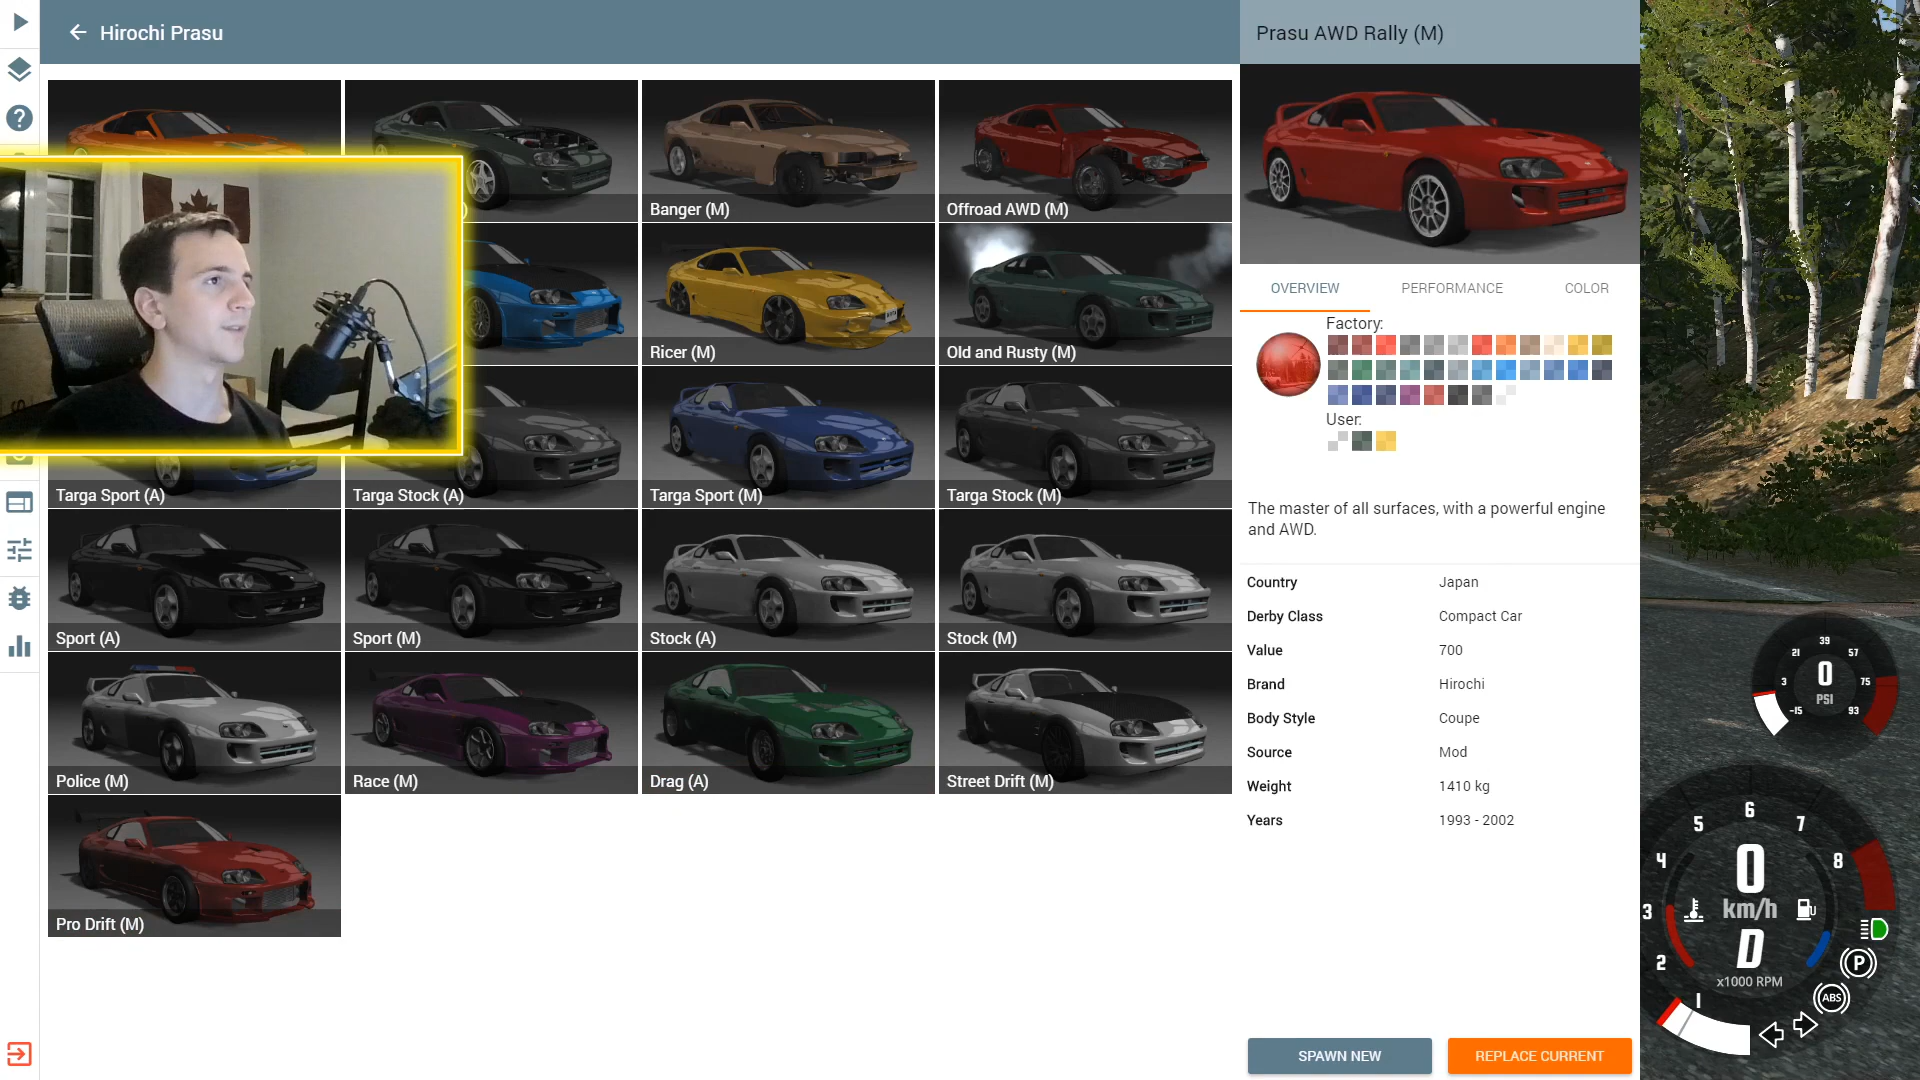 Hirochi Prasu
Prasu AWD Rally (M)
)
Banger (M)
Offroad AWD (M)
Ricer (M)
Old and Rusty (M)
Targa Sport (A)
Targa Stock (A)
Targa Sport (M)
Targa Stock (M)
Sport (A)
Sport (M)
Stock (A)
Stock (M)
Police (M)
Race (M)
Drag (A)
Street Drift (M)
Pro Drift (M)
OVERVIEW
PERFORMANCE
COLOR
Factory:
User:
The master of all surfaces, with a powerful engine
and AWD.
Country Japan
Derby Class Compact Car
Value 700
Brand Hirochi
Body Style Coupe
Source Mod
Weight 1410 kg
Years 1993 - 2002
SPAWN NEW
REPLACE CURRENT
39
21 57
3 0 75
PSI
-15 93
6
5 7
4 0 8
3 km/h
2 D P
x1000 RPM
1 ABS